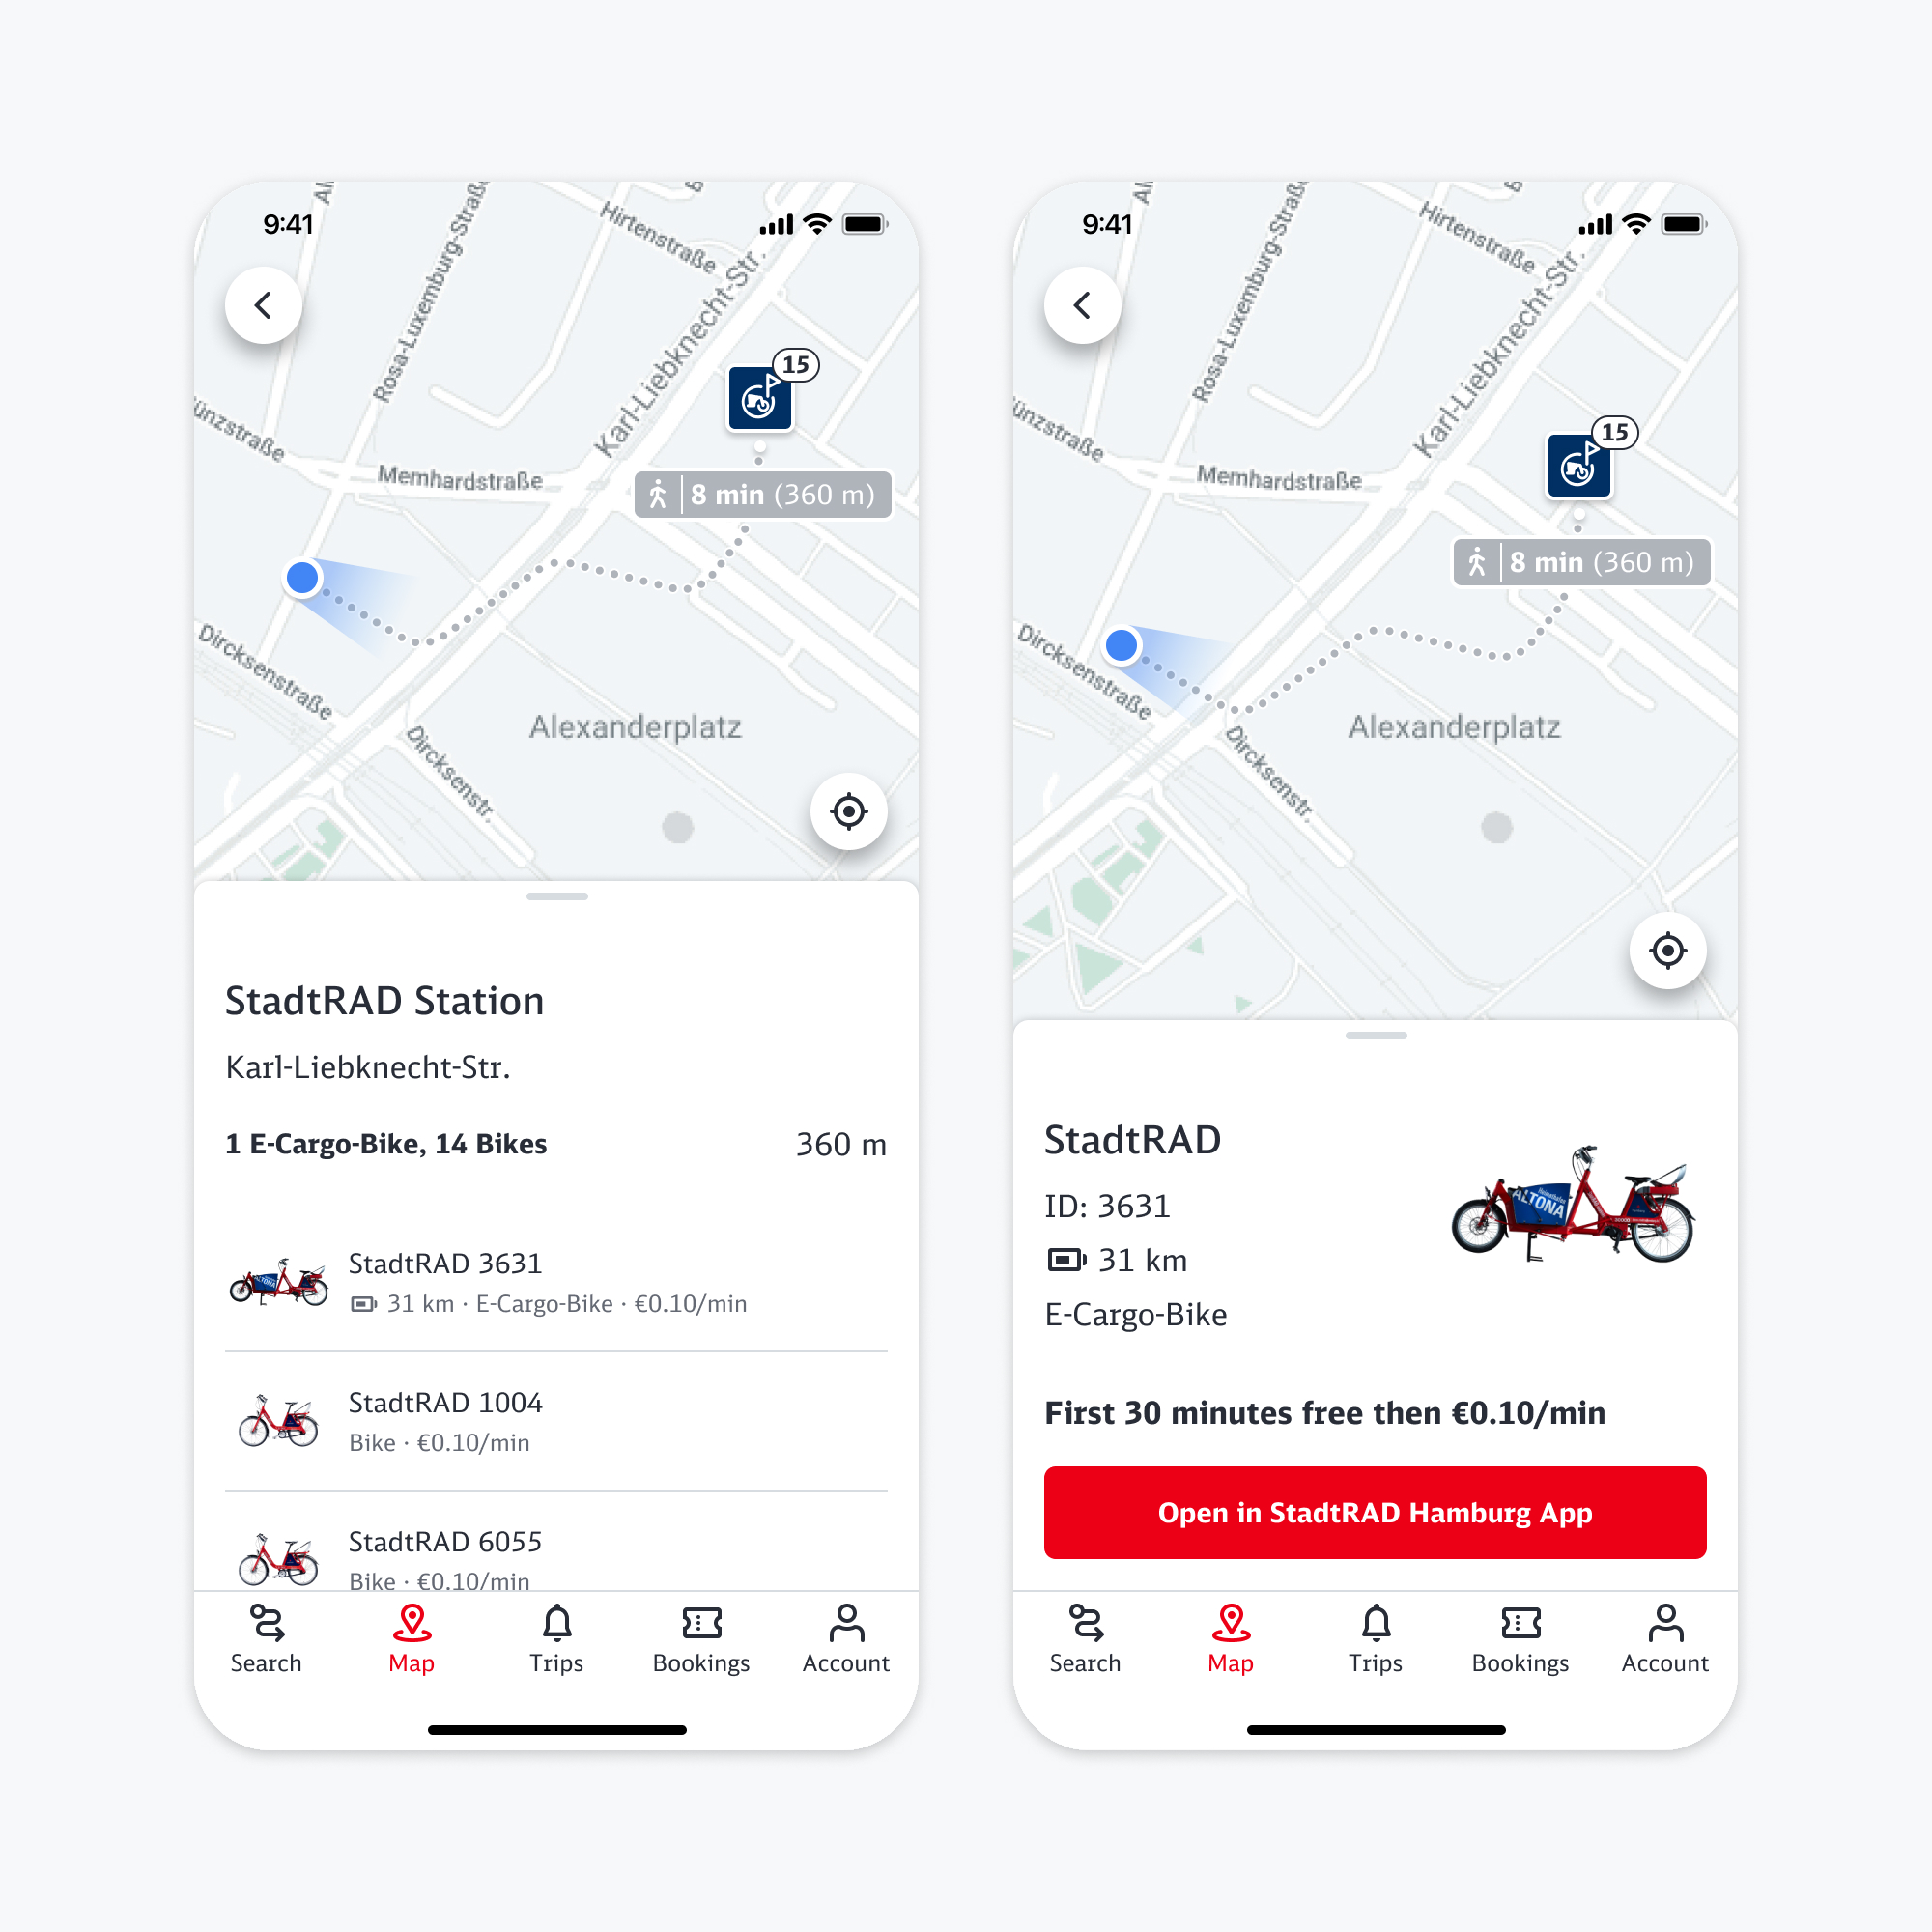 9:41
Hirtenstraße
Rosa-Luxemburg-Straße
Karl-Liebknecht-Str.
15
ünzstraße
Memhardstraße
8 min (360 m)
Dircksenstraße
Alexanderplatz
Dircksenstr.
StadtRAD Station
Karl-Liebknecht-Str.
1 E-Cargo-Bike, 14 Bikes
360 m
StadtRAD 3631
31 km · E-Cargo-Bike · €0.10/min
StadtRAD 1004
Bike · €0.10/min
StadtRAD 6055
Bike · €0.10/min
Search
Map
Trips
Bookings
Account
9:41
Hirtenstraße
Rosa-Luxemburg-Straße
Karl-Liebknecht-Str.
15
ünzstraße
Memhardstraße
8 min (360 m)
Dircksenstraße
Alexanderplatz
Dircksenstr.
StadtRAD
ID: 3631
31 km
E-Cargo-Bike
ALTONA
First 30 minutes free then €0.10/min
Open in StadtRAD Hamburg App
Search
Map
Trips
Bookings
Account